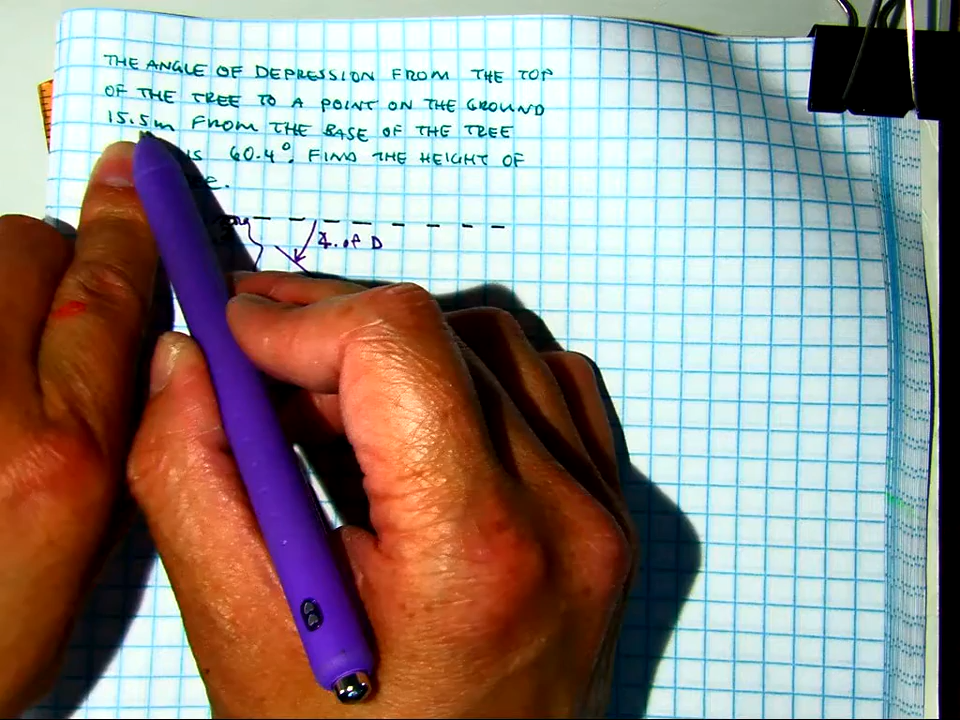 THE ANGLE OF DEPRESSION FROM THE TOP
OF THE TREE TO A POINT ON THE GROUND
15.5m FROM THE BASE OF THE TREE
IS 60.4°. FIND THE HEIGHT OF
∡. of D